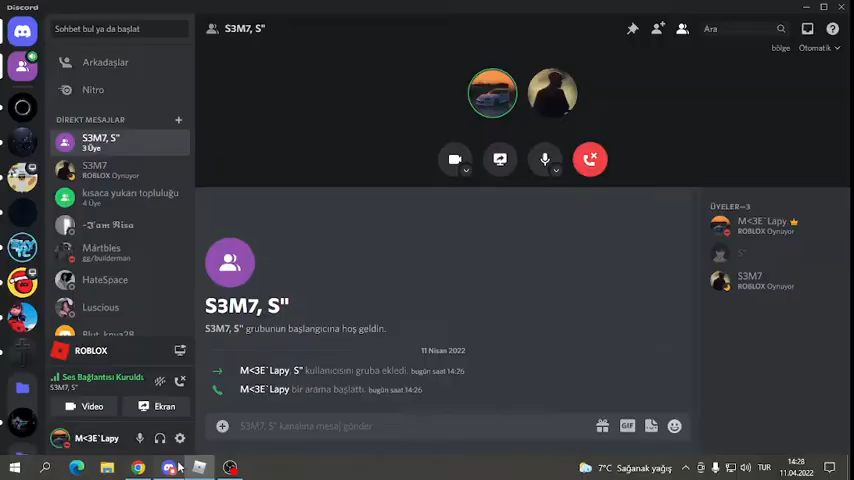 Discord
Sohbet bul ya da başlat
S3M7, S"
Ara
bölge
Otomatik
Arkadaşlar
Nitro
DİREKT MESAJLAR
S3M7, S"
3 Üye
S3M7
ROBLOX Oynuyor
kısaca yukarı topluluğu
4 Üye
-I'am Risa
Mártbles
gg/builderman
HateSpace
Luscious
ROBLOX
Ses Bağlantısı Kuruldu
S3M7, S"
Video
Ekran
M<3E`Lapy
S3M7, S"
S3M7, S" grubunun başlangıcına hoş geldin.
11 Nisan 2022
M<3E`Lapy, S" kullanıcısını gruba ekledi. bugün saat 14:26
M<3E`Lapy bir arama başlattı. bugün saat 14:26
S3M7, S" kanalına mesaj gönder
GIF
ÜYELER—3
M<3E`Lapy
ROBLOX Oynuyor
S"
S3M7
ROBLOX Oynuyor
7°C Sağanak yağış
TUR
14:28
11.04.2022